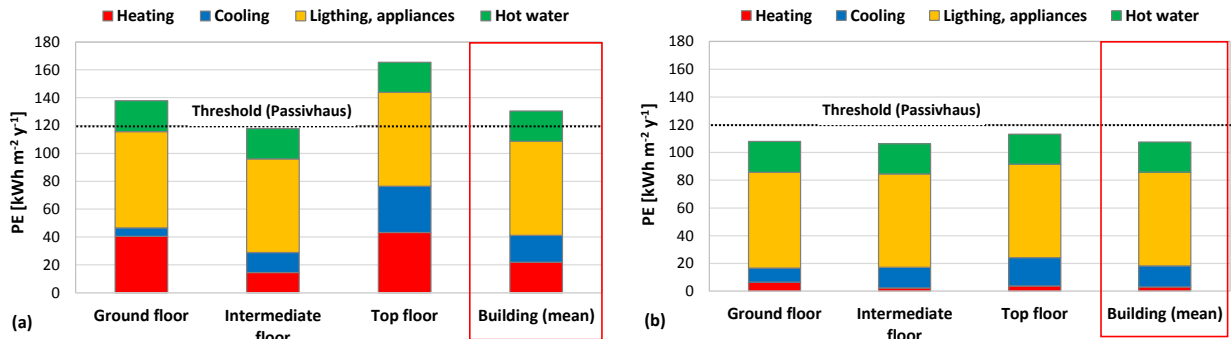 Heating Cooling Ligthing, appliances Hot water
PE [kWh m-2 y-1]
180
160
140
120
100
80
60
40
20
0
Threshold (Passivhaus)
Ground floor Intermediate floor Top floor Building (mean)
(a)
Heating Cooling Ligthing, appliances Hot water
PE [kWh m-2 y-1]
180
160
140
120
100
80
60
40
20
0
Threshold (Passivhaus)
Ground floor Intermediate floor Top floor Building (mean)
(b)